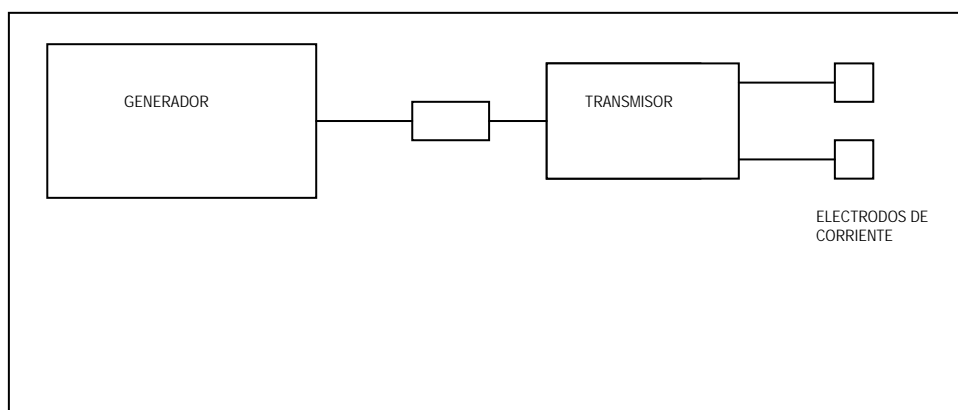 GENERADOR
TRANSMISOR
ELECTRODOS DE
CORRIENTE